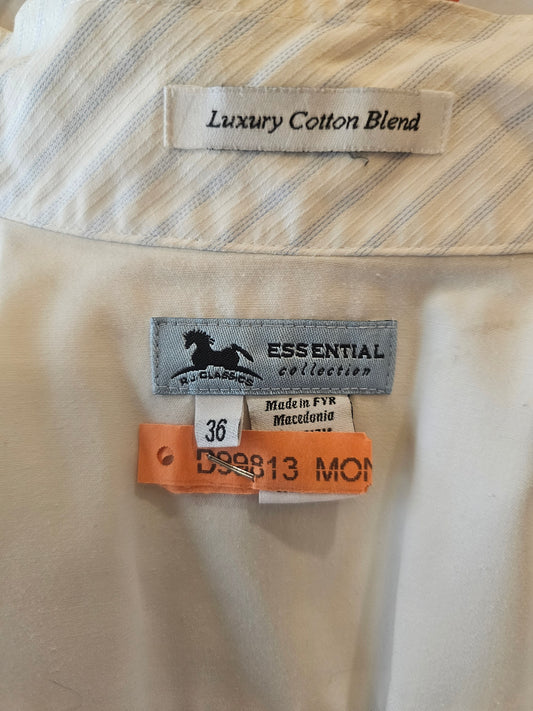 Luxury Cotton Blend
ESSENTIAL
collection
R.J. CLASSICS
Made in FYR
Macedonia
36
D99813 MON